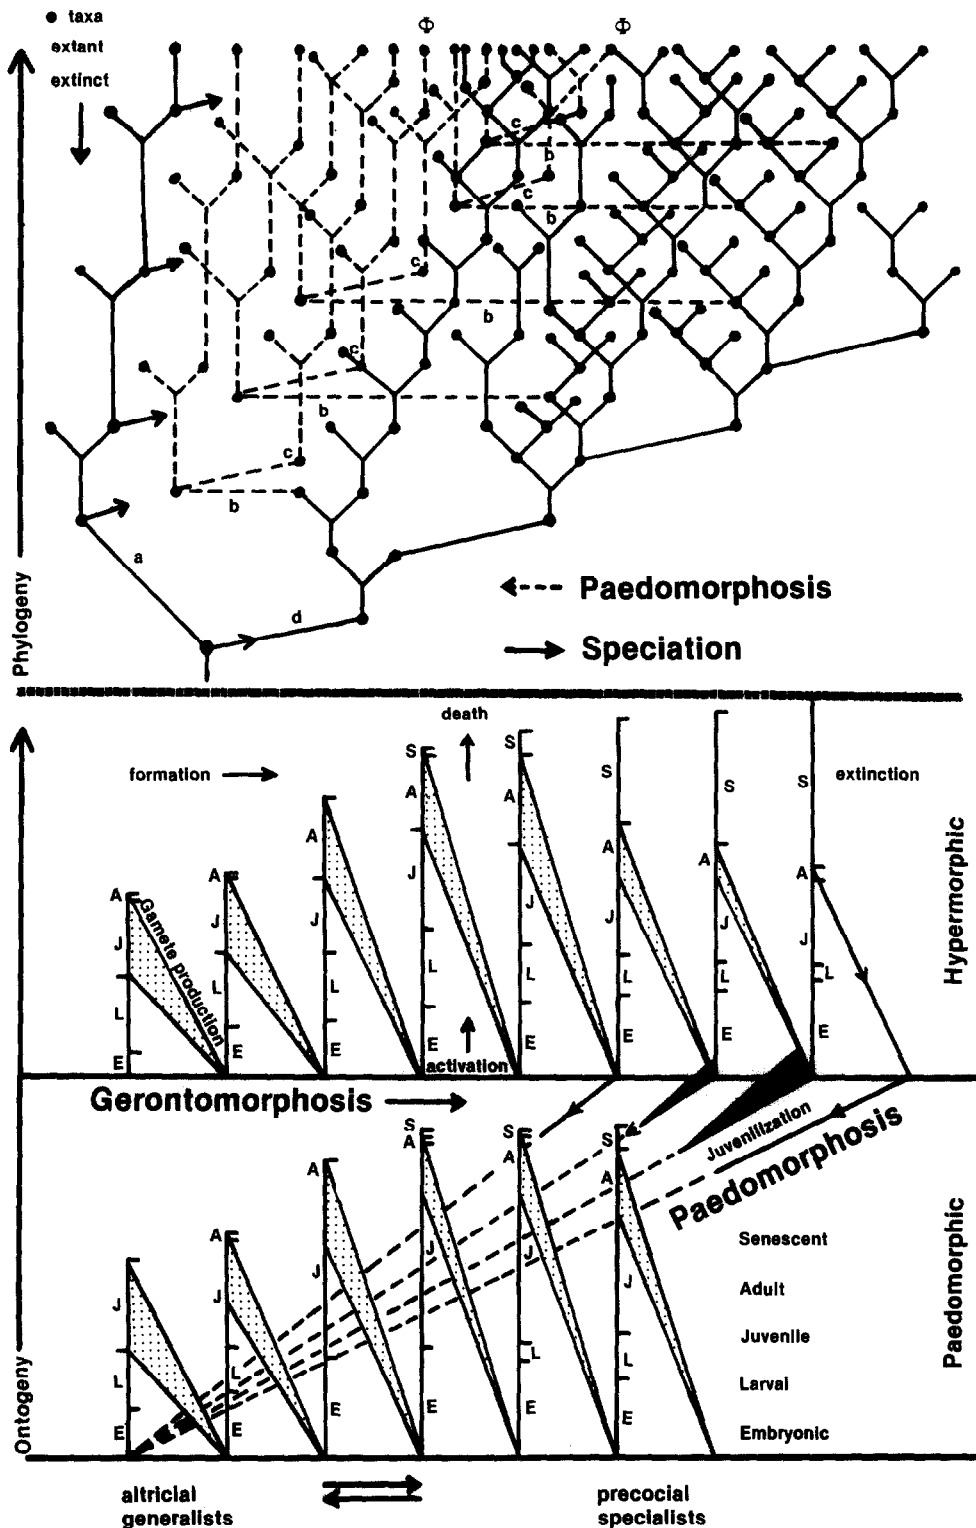 ● taxa
extant
extinct
Φ Φ
c
b
c
b
c
b
c
b
c
b
a
d
Phylogeny
Paedomorphosis
Speciation
death
formation
extinction
S S S S S
A A A A A A A A
J J J J J J J J
L L L L L L L L
E E E E E E E E
Gamete production
activation
Hypermorphic
Gerontomorphosis
Juvenilization
Paedomorphosis
S S S
A A A A A
J J J J J J
L L L L
E E E E E
Senescent
Adult
Juvenile
Larval
Embryonic
Paedomorphic
Ontogeny
altricial
generalists
precocial
specialists